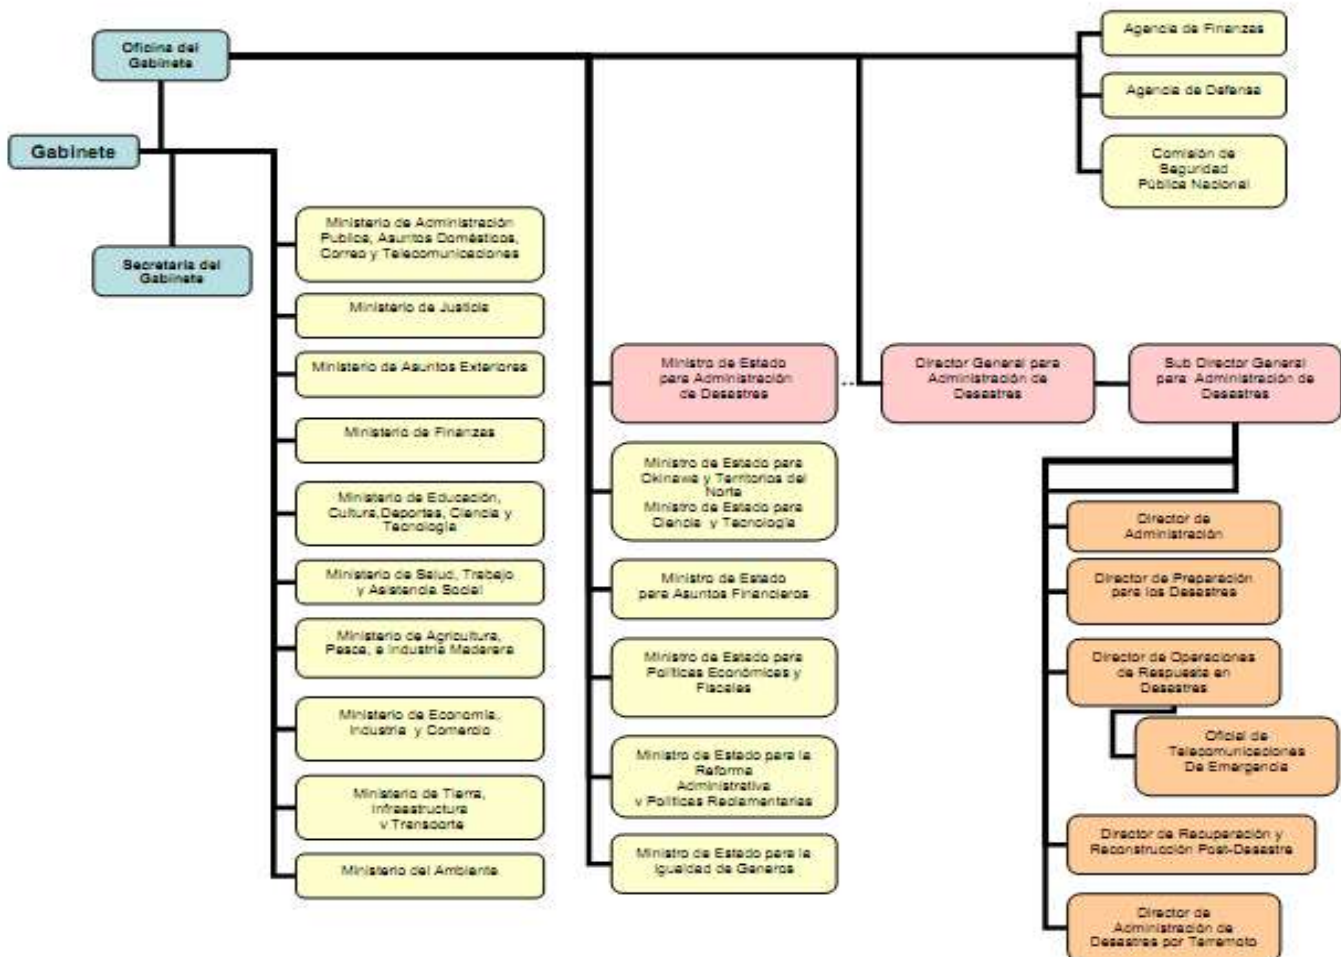 Oficina del
Gabinete
Gabinete
Secretaría del
Gabinete
Ministerio de Administración
Publica, Asuntos Domésticos,
Correo y Telecomunicaciones
Ministerio de Justicia
Ministerio de Asuntos Exteriores
Ministerio de Finanzas
Ministerio de Educación,
Cultura,Deportes, Ciencia y
Tecnología
Ministerio de Salud, Trabajo
y Asistencia Social
Ministerio de Agricultura,
Pesca, e Industria Maderera
Ministerio de Economía,
Industria y Comercio
Ministerio de Tierra,
Infraestructura
y Transporte
Ministerio del Ambiente
Ministro de Estado
para Administración
de Desastres
Ministro de Estado para
Okinawa y Territorios del
Norte
Ministro de Estado para
Ciencia y Tecnología
Ministro de Estado
para Asuntos Financieros
Ministro de Estado para
Políticas Económicas y
Fiscales
Ministro de Estado para la
Reforma
Administrativa
y Políticas Reglamentarias
Ministro de Estado para la
Igualdad de Generos
Agencia de Finanzas
Agencia de Defensa
Comisión de
Seguridad
Pública Nacional
Director General para
Administración de
Desastres
Sub Director General
para Administración de
Desastres
Director de
Administración
Director de Preparación
para los Desastres
Director de Operaciones
de Respuesta en
Desastres
Oficial de
Telecomunicaciones
De Emergencia
Director de Recuperación y
Reconstrucción Post-Desastre
Director de
Administración de
Desastres por Terremoto